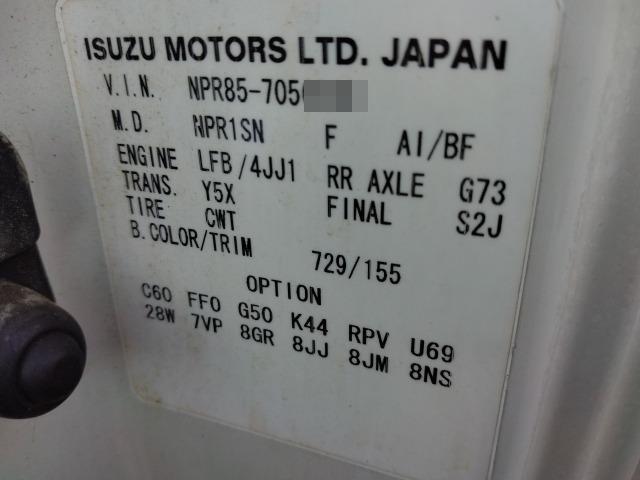 ISUZU MOTORS LTD. JAPAN
V.I.N. NPR85-705
M.D. NPR1SN F AI/BF
ENGINE LFB/4JJ1 RR AXLE G73
TRANS. Y5X FINAL S2J
TIRE CWT
B.COLOR/TRIM 729/155
OPTION
C60 FF0 G50 K44 RPV U69
28W 7VP 8GR 8JJ 8JM 8NS